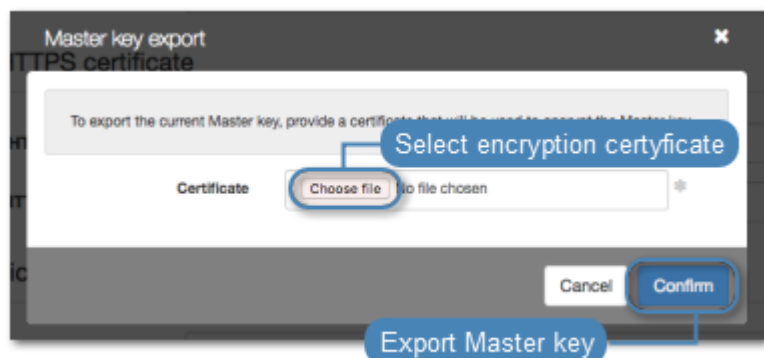 Master key export
TTPS certificate
To export the current Master key, provide a certificate that will be used to encrypt the Master key
Select encryption certyficate
Certificate
Choose file No file chosen
Cancel
Confirm
Export Master key